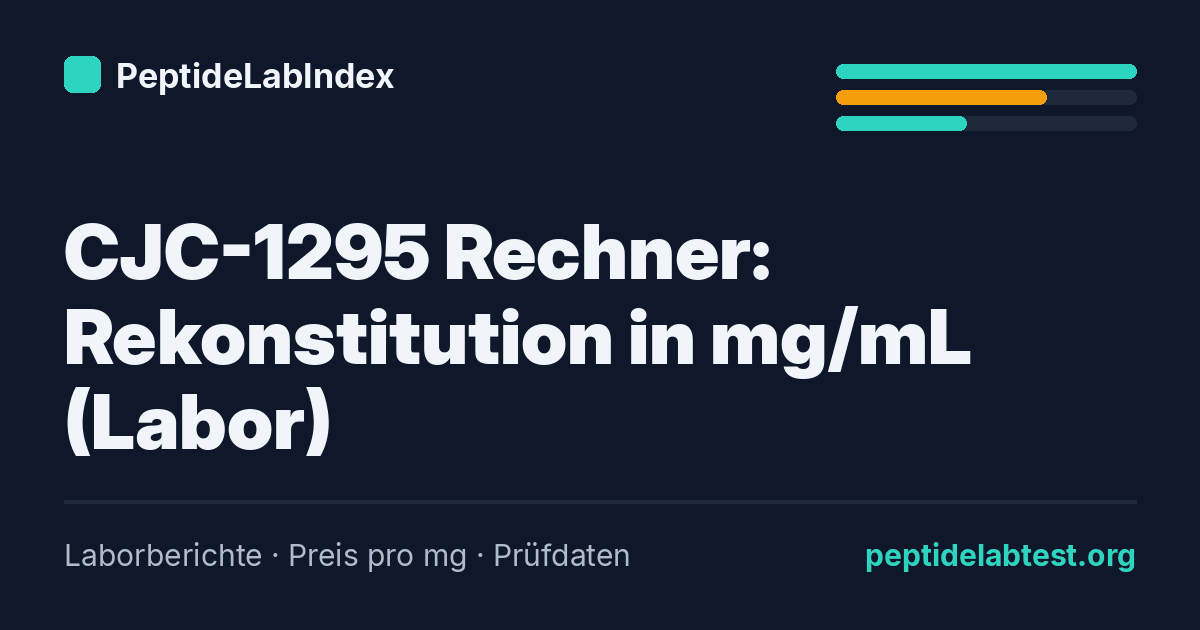 PeptideLabIndex
CJC-1295 Rechner:
Rekonstitution in mg/mL
(Labor)
Laborberichte · Preis pro mg · Prüfdaten
peptidelabtest.org